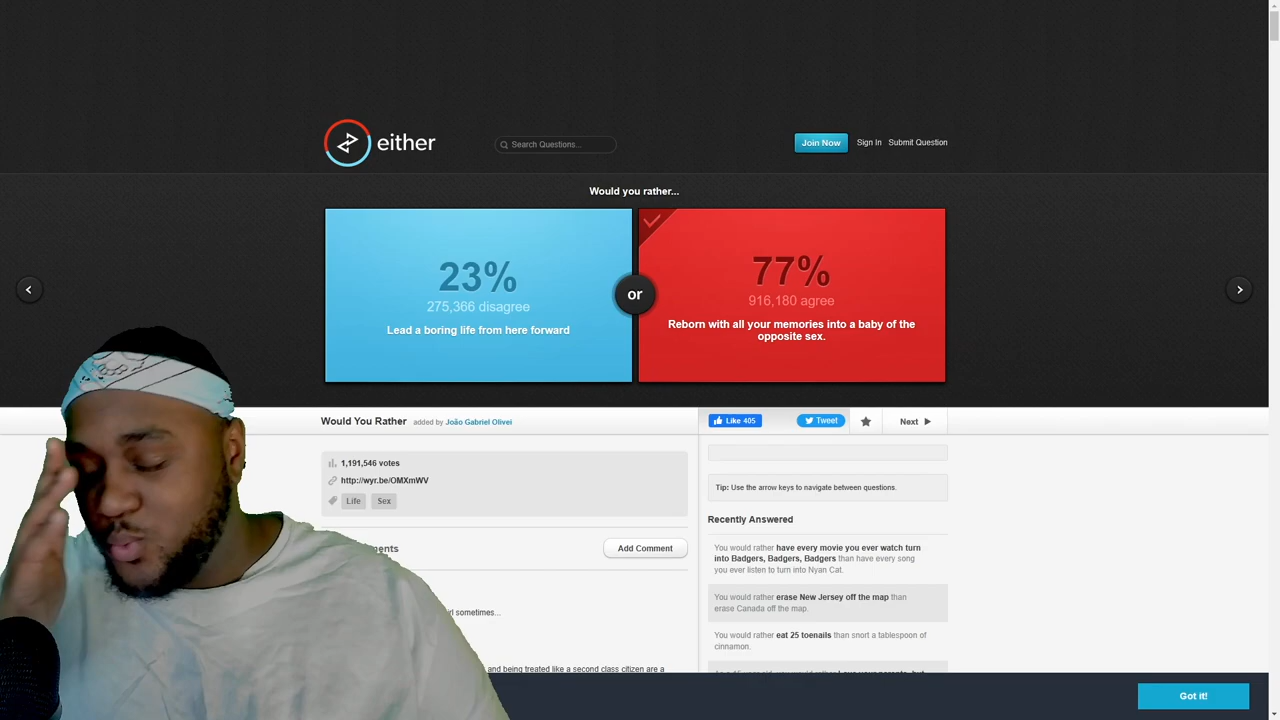 either
Search Questions...
Join Now
Sign In
Submit Question
Would you rather...
23%
275,366 disagree
Lead a boring life from here forward
or
77%
916,180 agree
Reborn with all your memories into a baby of the
opposite sex.
Would You Rather added by João Gabriel Olivei
Like 405
Tweet
Next
1,191,546 votes
http://wyr.be/OMXmWV
Life
Sex
Add Comment
sometimes...
and being treated like a second class citizen are a
Tip: Use the arrow keys to navigate between questions.
Recently Answered
You would rather have every movie you ever watch turn
into Badgers, Badgers, Badgers than have every song
you ever listen to turn into Nyan Cat.
You would rather erase New Jersey off the map than
erase Canada off the map.
You would rather eat 25 toenails than snort a tablespoon of
cinnamon.
Got it!